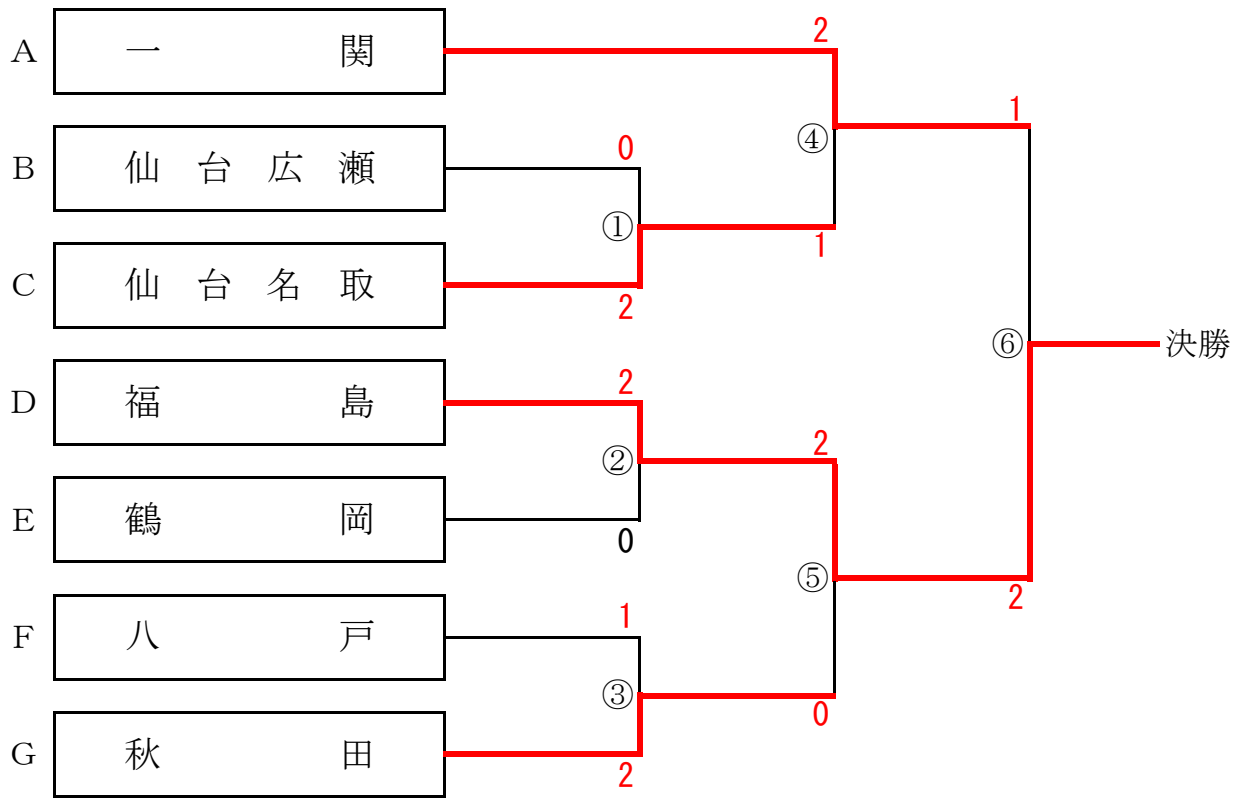 A 一関 2
B 仙台広瀬 0
④ 1
① 1
C 仙台名取 2
⑥ 決勝
D 福島 2
② 2
E 鶴岡 0
⑤ 2
F 八戸 1
③ 0
G 秋田 2